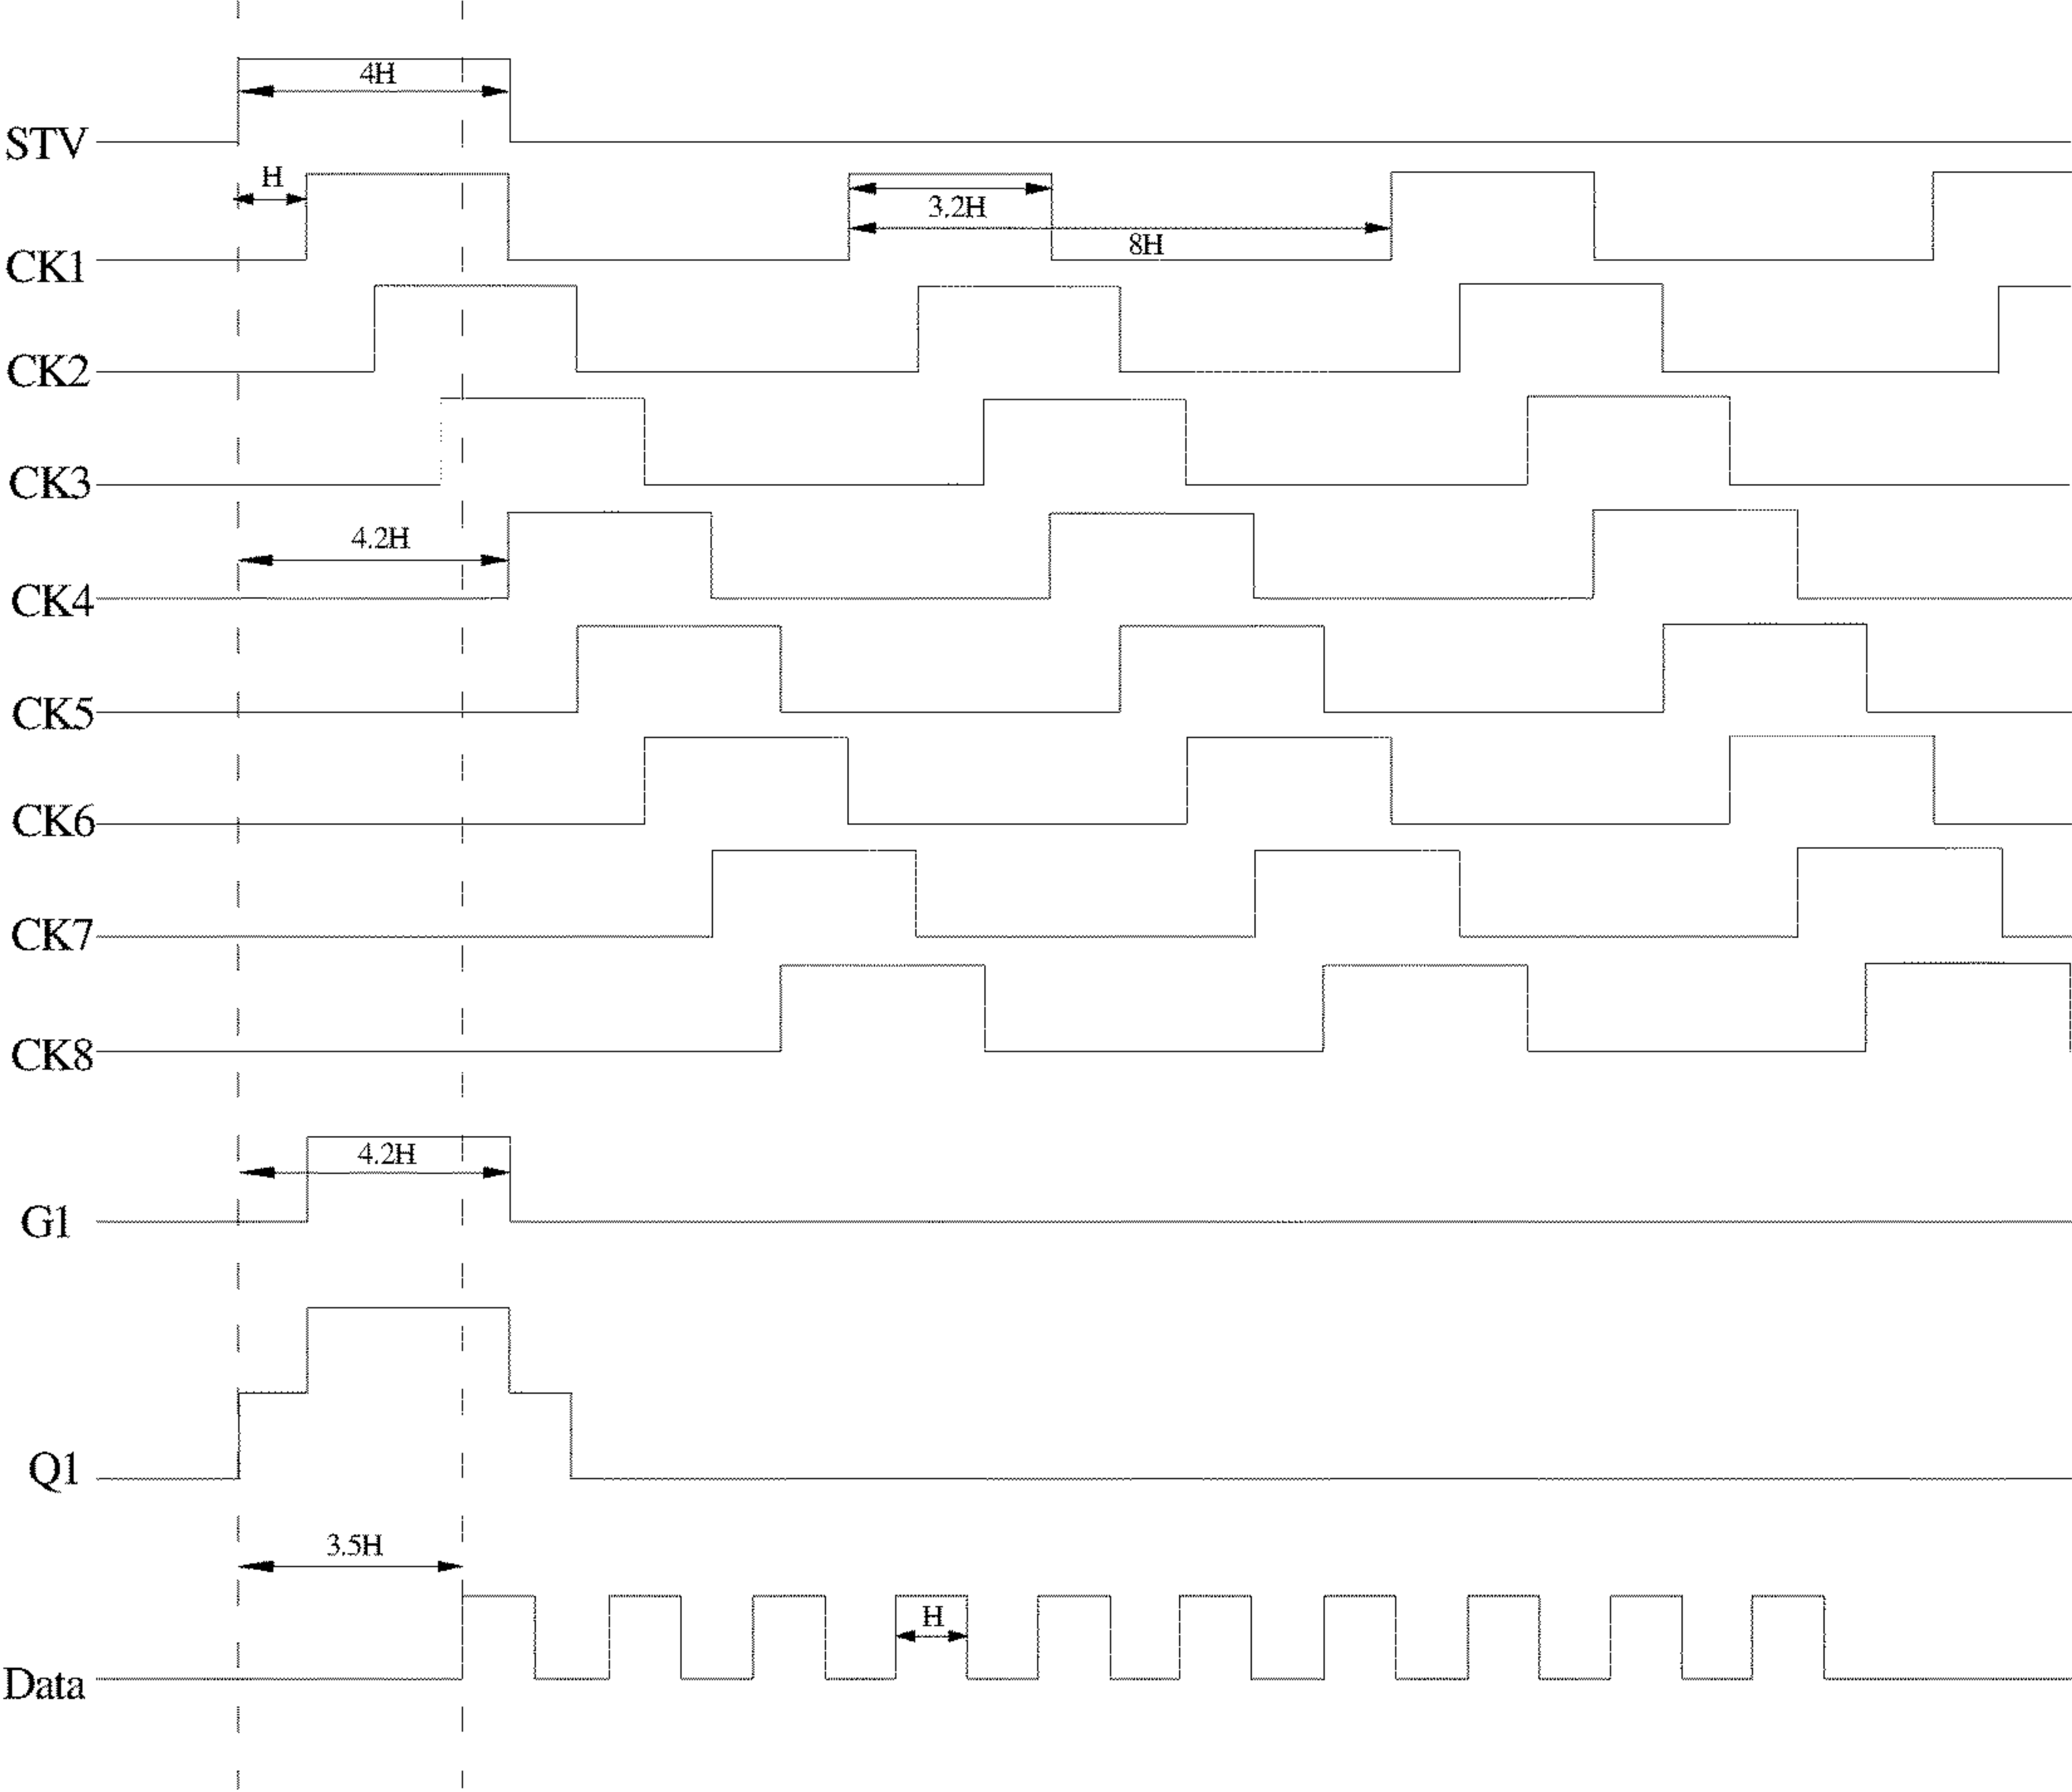 4H
STV
H
3.2H
8H
CK1
CK2
CK3
4.2H
CK4
CK5
CK6
CK7
CK8
4.2H
G1
Q1
3.5H
H
Data